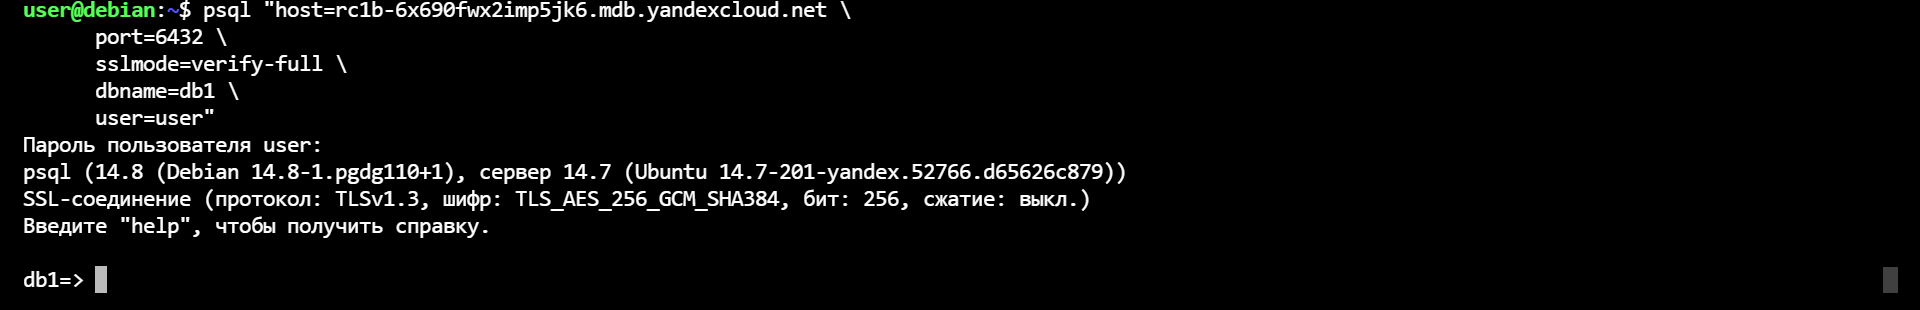 user@debian:~$ psql "host=rc1b-6x690fwx2imp5jk6.mdb.yandexcloud.net \
port=6432 \
sslmode=verify-full \
dbname=db1 \
user=user"
Пароль пользователя user:
psql (14.8 (Debian 14.8-1.pgdg110+1), сервер 14.7 (Ubuntu 14.7-201-yandex.52766.d65626c879))
SSL-соединение (протокол: TLSv1.3, шифр: TLS_AES_256_GCM_SHA384, бит: 256, сжатие: выкл.)
Введите "help", чтобы получить справку.
db1=>